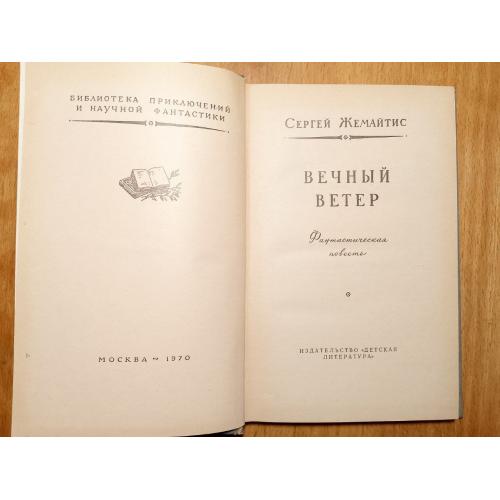 БИБЛИОТЕКА ПРИКЛЮЧЕНИЙ
И НАУЧНОЙ ФАНТАСТИКИ
МОСКВА ~ 1970
СЕРГЕЙ ЖЕМАЙТИС
ВЕЧНЫЙ
ВЕТЕР
Фантастическая
повесть
ИЗДАТЕЛЬСТВО «ДЕТСКАЯ
ЛИТЕРАТУРА»